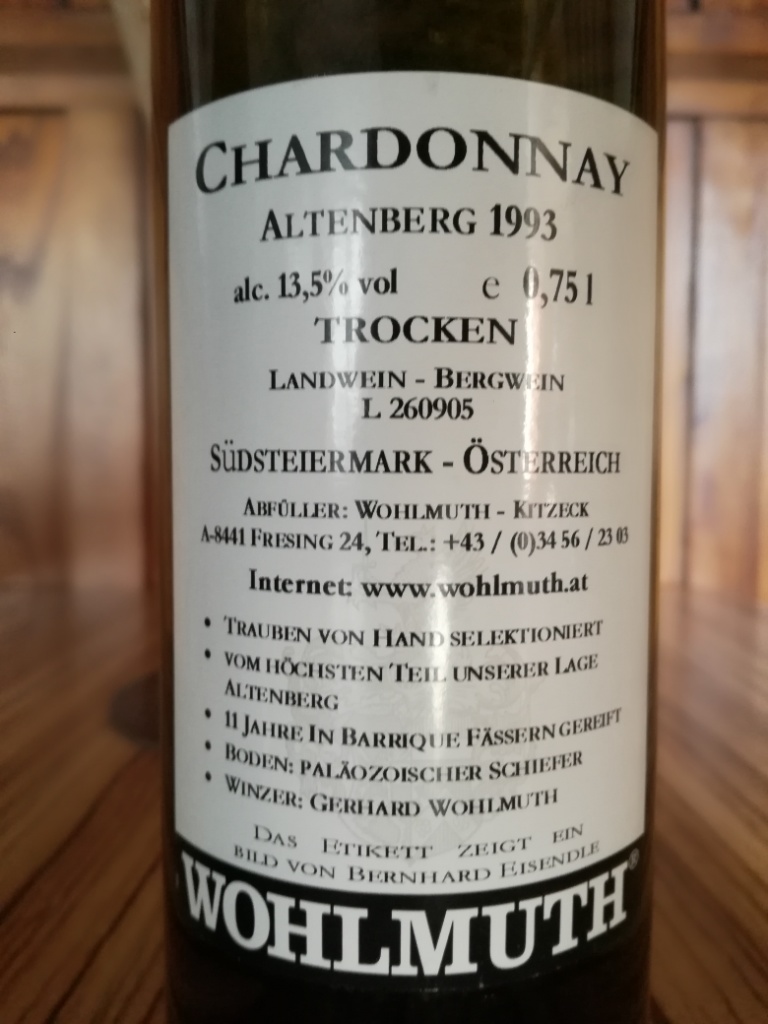 CHARDONNAY
ALTENBERG 1993
alc. 13,5% vol e 0,75 l
TROCKEN
LANDWEIN - BERGWEIN
L 260905
SÜDSTEIERMARK - ÖSTERREICH
ABFÜLLER: WOHLMUTH - KITZECK
A-8441 FRESING 24, TEL.: +43 / (0)34 56 / 23 03
Internet: www.wohlmuth.at
• TRAUBEN VON HAND SELEKTIONIERT
• VOM HÖCHSTEN TEIL UNSERER LAGE
ALTENBERG
• 11 JAHRE IN BARRIQUE FÄSSERN GEREIFT
• BODEN: PALÄOZOISCHER SCHIEFER
• WINZER: GERHARD WOHLMUTH
DAS ETIKETT ZEIGT EIN
BILD VON BERNHARD EISENDLE
WOHLMUTH®